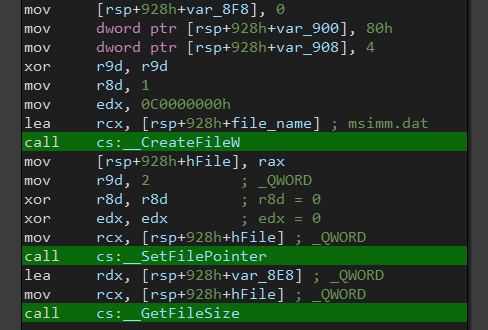 mov [rsp+928h+var_8F8], 0
mov dword ptr [rsp+928h+var_900], 80h
mov dword ptr [rsp+928h+var_908], 4
xor r9d, r9d
mov r8d, 1
mov edx, 0C0000000h
lea rcx, [rsp+928h+file_name] ; msimm.dat
call cs:__CreateFileW
mov [rsp+928h+hFile], rax
mov r9d, 2 ; _QWORD
xor r8d, r8d ; r8d = 0
xor edx, edx ; edx = 0
mov rcx, [rsp+928h+hFile] ; _QWORD
call cs:__SetFilePointer
lea rdx, [rsp+928h+var_8E8] ; _QWORD
mov rcx, [rsp+928h+hFile] ; _QWORD
call cs:__GetFileSize